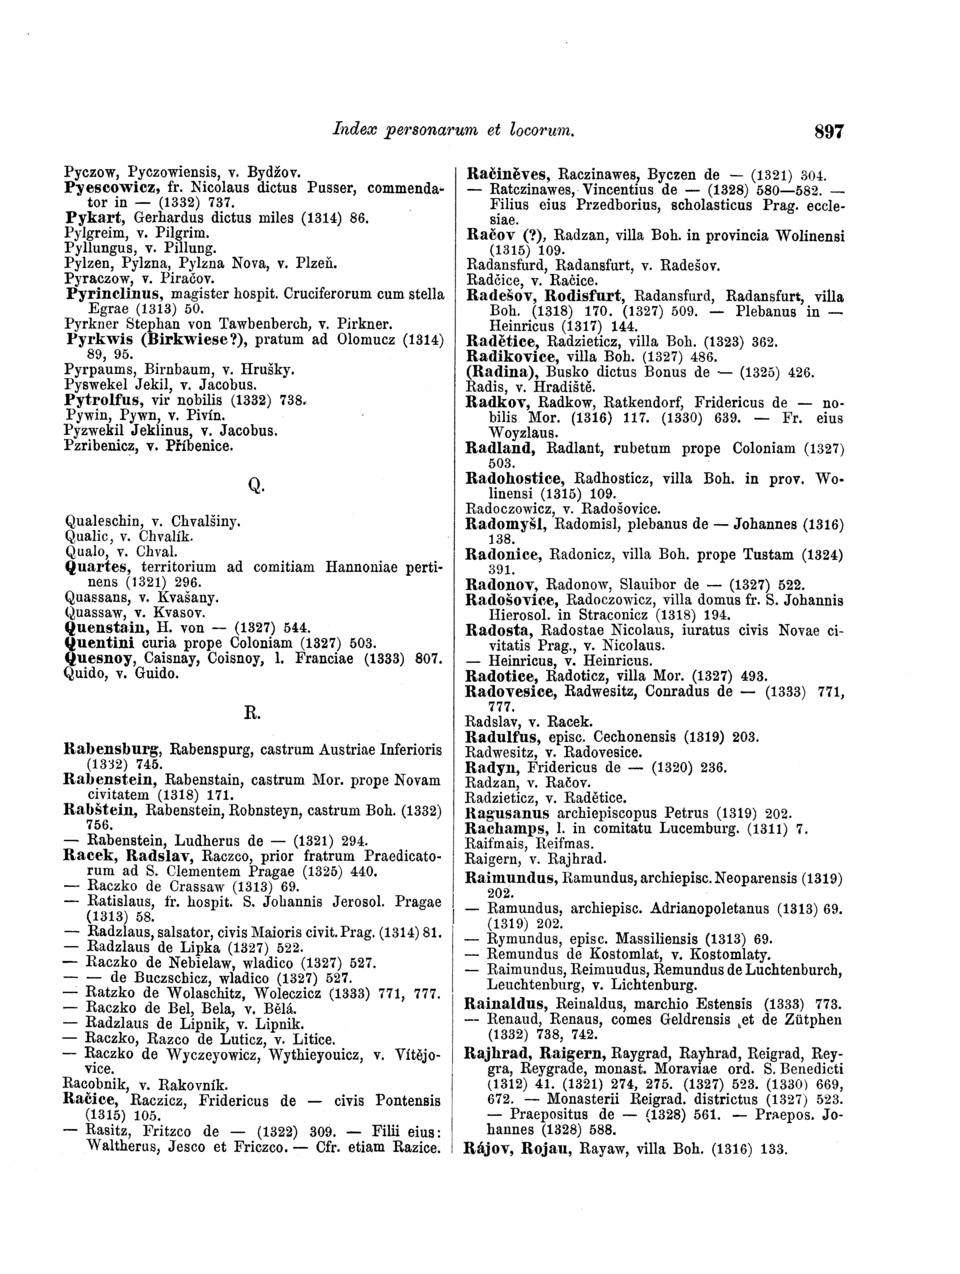 Index personarum et locorum.
897
Pyczow, Pyczowiensis, v. Bydžov.
Pyescowicz, fr. Nicolaus dictus Pusser, commenda-
tor in — (1332) 737.
Pykart, Gerhardus dictus miles (1314) 86.
Pylgreim, v. Pilgrim.
Pyllungus, v. Pillung.
Pylzen, Pylzna, Pylzna Nova, v. Plzeň.
Pyraczow, v. Piračov.
Pyrinclinus, magister hospit. Cruciferorum cum stella
Egrae (1313) 50.
Pyrkner Stephan von Tawbenberch, v. Pirkner.
Pyrkwis (Birkwiese?), pratum ad Olomucz (1314)
89, 95.
Pyrpaums, Birnbaum, v. Hrušky.
Pyswekel Jekil, v. Jacobus.
Pytrolfus, vir nobilis (1332) 738.
Pywin, Pywn, v. Pivín.
Pyzwekil Jeklinus, v. Jacobus.
Pzribenicz, v. Příbenice.
Q.
Qualeschin, v. Chvalšiny.
Qualic, v. Chvalík.
Qualo, v. Chval.
Quartes, territorium ad comitiam Hannoniae perti-
nens (1321) 296.
Quassans, v. Kvašany.
Quassaw, v. Kvasov.
Quenstain, H. von — (1327) 544.
Quentini curia prope Coloniam (1327) 503.
Quesnoy, Caisnay, Coisnoy, l. Franciae (1333) 807.
Quido, v. Guido.
R.
Rabensburg, Rabenspurg, castrum Austriae Inferioris
(1332) 745.
Rabenstein, Rabenstain, castrum Mor. prope Novam
civitatem (1318) 171.
Rabštein, Rabenstein, Robnsteyn, castrum Boh. (1332)
756.
— Rabenstein, Ludherus de — (1321) 294.
Racek, Radslav, Raczco, prior fratrum Praedicato-
rum ad S. Clementem Pragae (1325) 440.
— Raczko de Crassaw (1313) 69.
— Ratislaus, fr. hospit. S. Johannis Jerosol. Pragae
(1313) 58.
— Radzlaus, salsator, civis Maioris civit. Prag. (1314) 81.
— Radzlaus de Lipka (1327) 522.
— Raczko de Nebielaw, wladico (1327) 527.
— — de Buczschicz, wladico (1327) 527.
— Ratzko de Wolaschitz, Woleczicz (1333) 771, 777.
— Raczko de Bel, Bela, v. Bělá.
— Radzlaus de Lipnik, v. Lipnik.
— Raczko, Razco de Luticz, v. Litice.
— Raczko de Wyczeyowicz, Wythieyouicz, v. Vítějo-
vice.
Racobnik, v. Rakovník.
Račice, Raczicz, Fridericus de — civis Pontensis
(1315) 105.
— Rasitz, Fritzco de — (1322) 309. — Filii eius:
Waltherus, Jesco et Friczco. — Cfr. etiam Razice.
Račiněves, Raczinawes, Byczen de — (1321) 304.
— Ratczinawes, Vincentius de — (1328) 580—582. —
Filius eius Przedborius, scholasticus Prag. eccle-
siae.
Račov (?), Radzan, villa Boh. in provincia Wolinensi
(1315) 109.
Radansfurd, Radansfurt, v. Radešov.
Radčice, v. Račice.
Radešov, Rodisfurt, Radansfurd, Radansfurt, villa
Boh. (1318) 170. (1327) 509. — Plebanus in —
Heinricus (1317) 144.
Radětice, Radzieticz, villa Boh. (1323) 362.
Radikovice, villa Boh. (1327) 486.
(Radina), Busko dictus Bonus de — (1325) 426.
Radis, v. Hradiště.
Radkov, Radkow, Ratkendorf, Fridericus de — no-
bilis Mor. (1316) 117. (1330) 639. — Fr. eius
Woyzlaus.
Radland, Radlant, rubetum prope Coloniam (1327)
503.
Radohostice, Radhosticz, villa Boh. in prov. Wo-
linensi (1315) 109.
Radoczowicz, v. Radošovice.
Radomyšl, Radomisl, plebanus de — Johannes (1316)
138.
Radonice, Radonicz, villa Boh. prope Tustam (1324)
391.
Radonov, Radonow, Slauibor de — (1327) 522.
Radošovice, Radoczowicz, villa domus fr. S. Johannis
Hierosol. in Straconicz (1318) 194.
Radosta, Radostae Nicolaus, iuratus civis Novae ci-
vitatis Prag., v. Nicolaus.
— Heinricus, v. Heinricus.
Radotice, Radoticz, villa Mor. (1327) 493.
Radovesice, Radwesitz, Conradus de — (1333) 771,
777.
Radslav, v. Racek.
Radulfus, episc. Cechonensis (1319) 203.
Radwesitz, v. Radovesice.
Radyn, Fridericus de — (1320) 236.
Radzan, v. Račov.
Radzieticz, v. Radětice.
Ragusanus archiepiscopus Petrus (1319) 202.
Rachamps, l. in comitatu Lucemburg. (1311) 7.
Raifmais, Reifmas.
Raigern, v. Rajhrad.
Raimundus, Ramundus, archiepisc. Neoparensis (1319)
202.
— Ramundus, archiepisc. Adrianopoletanus (1313) 69.
(1319) 202.
— Rymundus, episc. Massiliensis (1313) 69.
— Remundus de Kostomlat, v. Kostomlaty.
— Raimundus, Reimuudus, Remundus de Luchtenburch,
Leuchtenburg, v. Lichtenburg.
Rainaldus, Reinaldus, marchio Estensis (1333) 773.
— Renaud, Renaus, comes Geldrensis et de Zütphen
(1332) 738, 742.
Rajhrad, Raigern, Raygrad, Rayhrad, Reigrad, Rey-
gra, Reygrade, monast. Moraviae ord. S. Benedicti
(1312) 41. (1321) 274, 275. (1327) 523. (1330) 669,
672. — Monasterii Reigrad. districtus (1327) 523.
— Praepositus de — (1328) 561. — Praepos. Jo-
hannes (1328) 588.
Rájov, Rojau, Rayaw, villa Boh. (1316) 133.